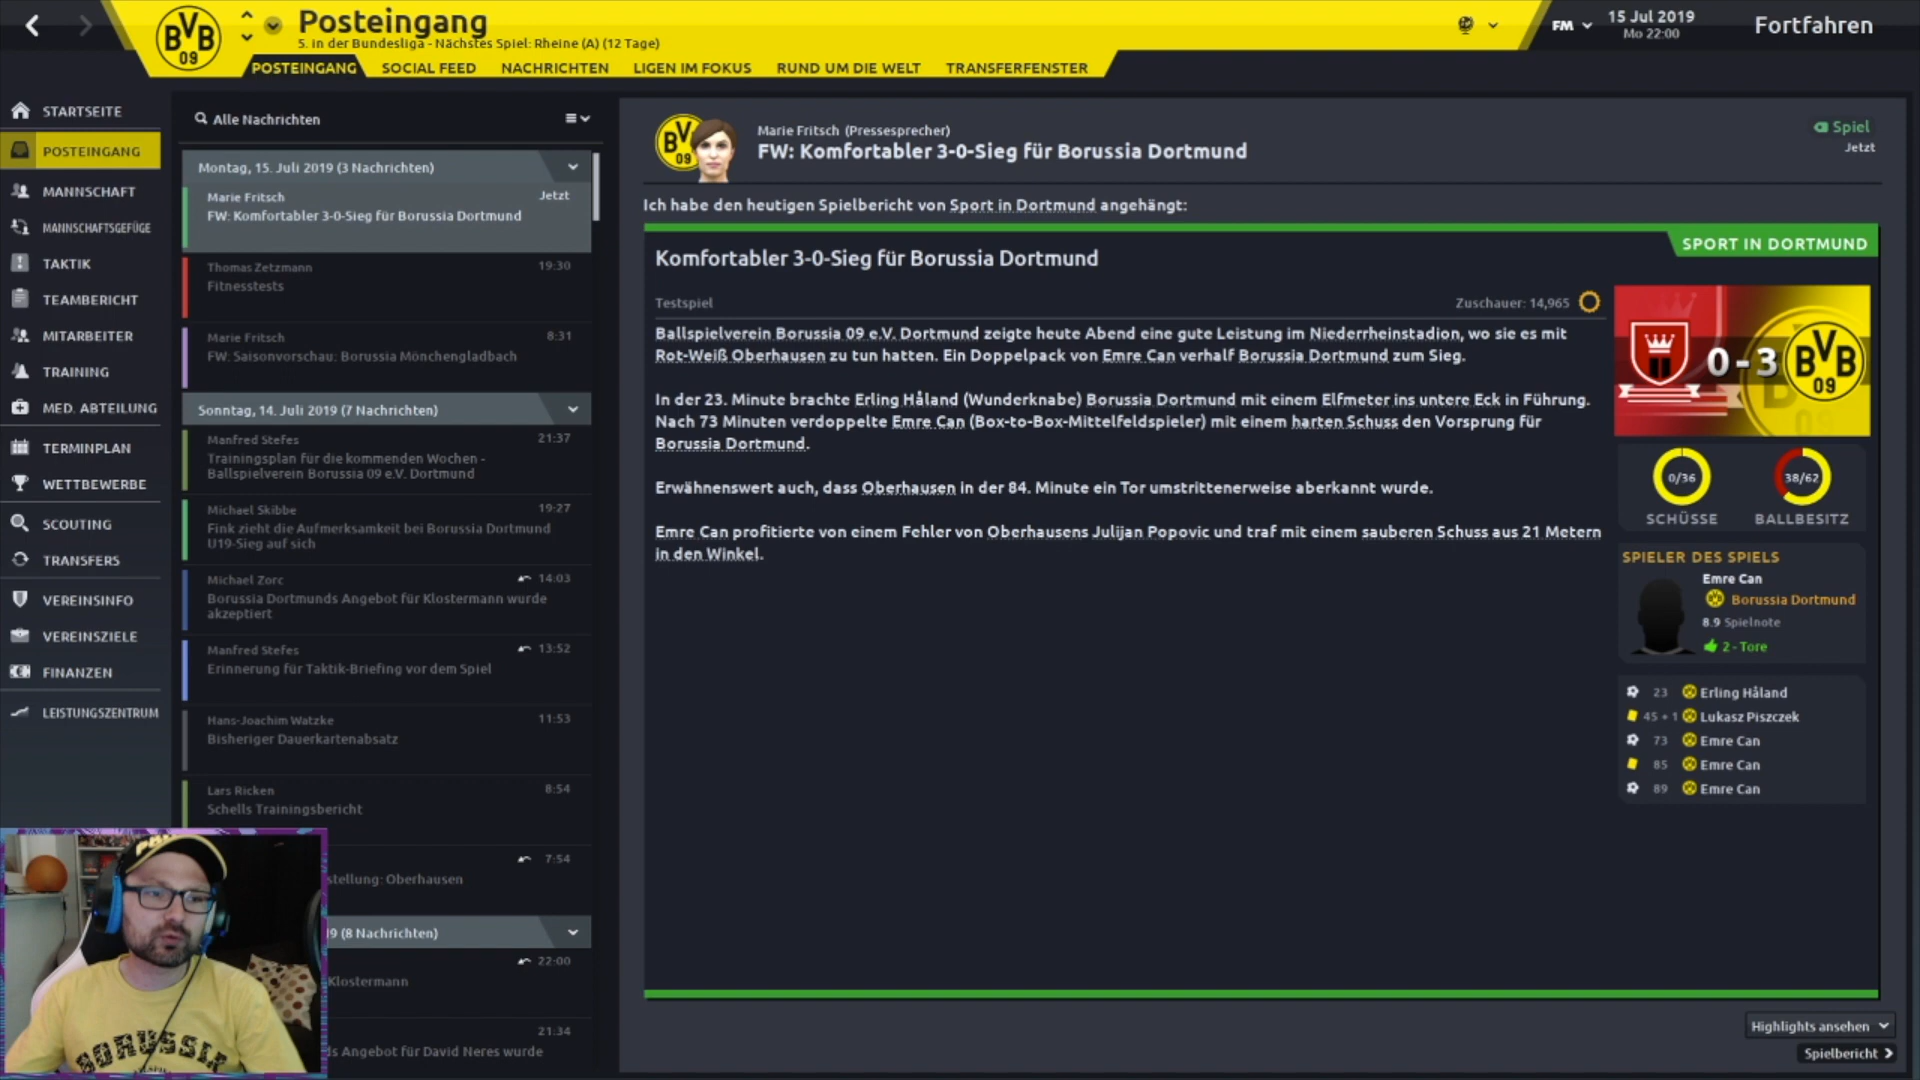 Posteingang
5. in der Bundesliga - Nächstes Spiel: Rheine (A) (12 Tage)
FM
15 Jul 2019
Mo 22:00
Fortfahren
BVB
09
POSTEINGANG
SOCIAL FEED
NACHRICHTEN
LIGEN IM FOKUS
RUND UM DIE WELT
TRANSFERFENSTER
STARTSEITE
POSTEINGANG
MANNSCHAFT
MANNSCHAFTSGEFÜGE
TAKTIK
TEAMBERICHT
MITARBEITER
TRAINING
MED. ABTEILUNG
TERMINPLAN
WETTBEWERBE
SCOUTING
TRANSFERS
VEREINSINFO
VEREINSZIELE
FINANZEN
LEISTUNGSZENTRUM
Alle Nachrichten
Montag, 15. Juli 2019 (3 Nachrichten)
Marie Fritsch
Jetzt
FW: Komfortabler 3-0-Sieg für Borussia Dortmund
Thomas Zetzmann
19:30
Fitnesstests
Marie Fritsch
8:31
FW: Saisonvorschau: Borussia Mönchengladbach
Sonntag, 14. Juli 2019 (7 Nachrichten)
Manfred Stefes
21:37
Trainingsplan für die kommenden Wochen -
Ballspielverein Borussia 09 e.V. Dortmund
Michael Skibbe
19:27
Fink zieht die Aufmerksamkeit bei Borussia Dortmund
U19-Sieg auf sich
Michael Zorc
14:03
Borussia Dortmunds Angebot für Klostermann wurde
akzeptiert
Manfred Stefes
13:52
Erinnerung für Taktik-Briefing vor dem Spiel
Hans-Joachim Watzke
11:53
Bisheriger Dauerkartenabsatz
Lars Ricken
8:54
Schells Trainingsbericht
7:54
stellung: Oberhausen
19 (8 Nachrichten)
22:00
Klostermann
21:34
ds Angebot für David Neres wurde
BORUSSIA
BVB
09
Marie Fritsch (Pressesprecher)
FW: Komfortabler 3-0-Sieg für Borussia Dortmund
Spiel
Jetzt
Ich habe den heutigen Spielbericht von Sport in Dortmund angehängt:
SPORT IN DORTMUND
Komfortabler 3-0-Sieg für Borussia Dortmund
Testspiel
Zuschauer: 14,965
Ballspielverein Borussia 09 e.V. Dortmund zeigte heute Abend eine gute Leistung im Niederrheinstadion, wo sie es mit
Rot-Weiß Oberhausen zu tun hatten. Ein Doppelpack von Emre Can verhalf Borussia Dortmund zum Sieg.
In der 23. Minute brachte Erling Håland (Wunderknabe) Borussia Dortmund mit einem Elfmeter ins untere Eck in Führung.
Nach 73 Minuten verdoppelte Emre Can (Box-to-Box-Mittelfeldspieler) mit einem harten Schuss den Vorsprung für
Borussia Dortmund.
Erwähnenswert auch, dass Oberhausen in der 84. Minute ein Tor umstrittenerweise aberkannt wurde.
Emre Can profitierte von einem Fehler von Oberhausens Julijan Popovic und traf mit einem sauberen Schuss aus 21 Metern
in den Winkel.
0 - 3
BVB
09
0/36
38/62
SCHÜSSE
BALLBESITZ
SPIELER DES SPIELS
Emre Can
Borussia Dortmund
8.9 Spielnote
2 - Tore
23 Erling Håland
45 + 1 Lukasz Piszczek
73 Emre Can
85 Emre Can
89 Emre Can
Highlights ansehen
Spielbericht